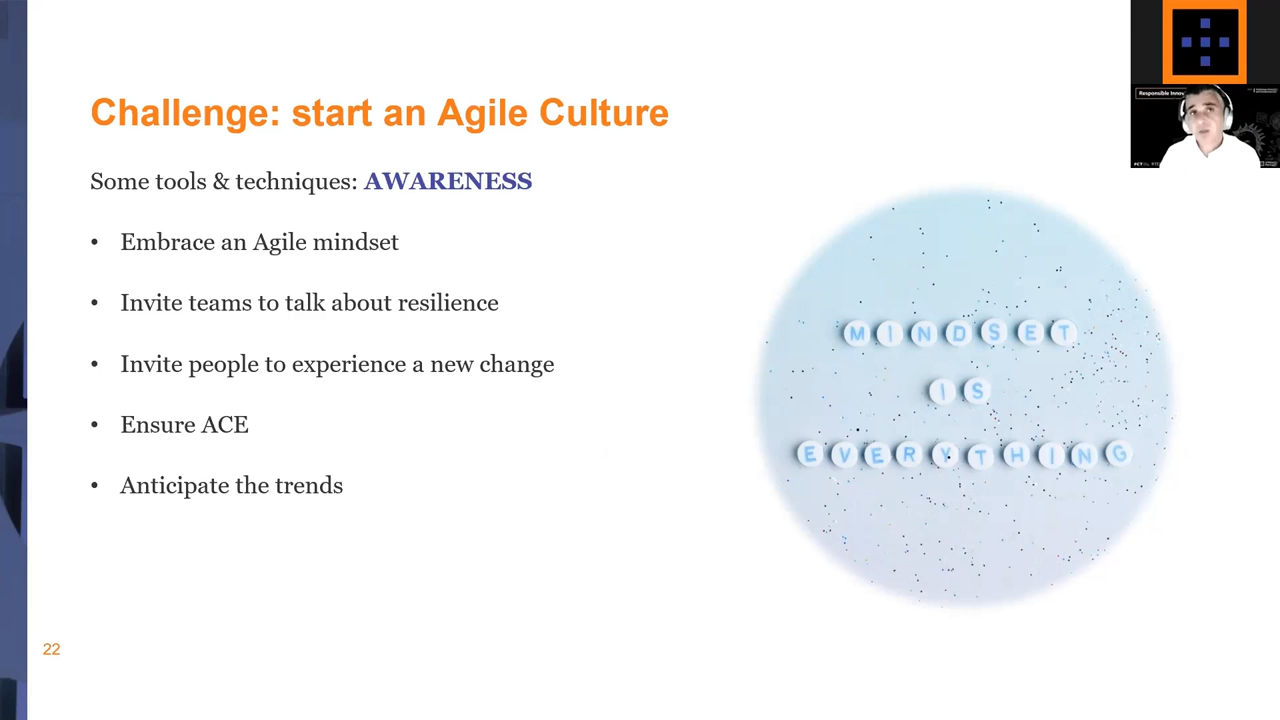 Challenge: start an Agile Culture
Some tools & techniques: AWARENESS
• Embrace an Agile mindset
• Invite teams to talk about resilience
• Invite people to experience a new change
• Ensure ACE
• Anticipate the trends
MINDSET
IS
EVERYTHING
22
Responsible